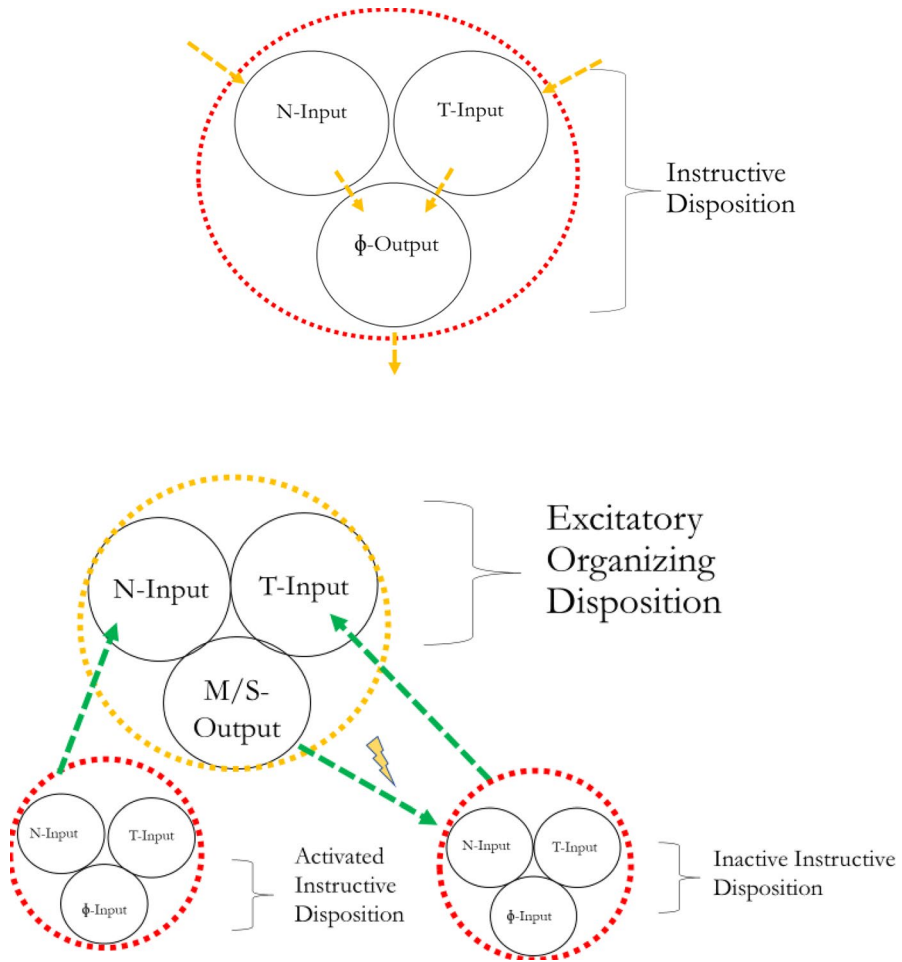 N-Input
T-Input
ϕ-Output
Instructive
Disposition
N-Input
T-Input
M/S-
Output
Excitatory
Organizing
Disposition
N-Input
T-Input
ϕ-Input
Activated
Instructive
Disposition
N-Input
T-Input
ϕ-Input
Inactive Instructive
Disposition